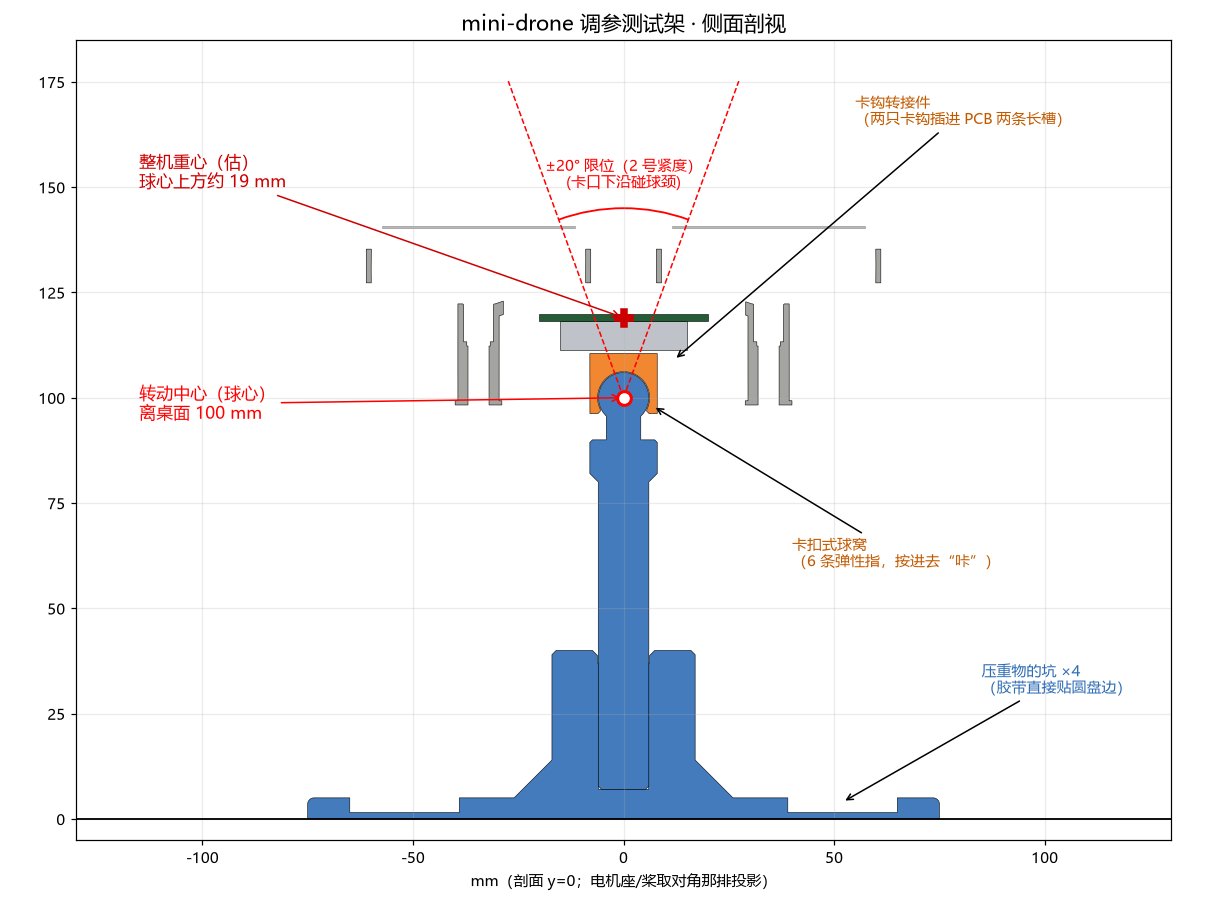 mini-drone 调参测试架 · 侧面剖视
175
150
125
100
75
50
25
0
卡钩转接件
（两只卡钩插进 PCB 两条长槽）
整机重心（估）
球心上方约 19 mm
±20° 限位（2 号紧度）
（卡口下沿碰球颈）
转动中心（球心）
离桌面 100 mm
卡扣式球窝
（6 条弹性指，按进去“咔”）
压重物的坑 ×4
（胶带直接贴圆盘边）
-100
-50
0
50
100
mm（剖面 y=0；电机座/桨取对角那排投影）